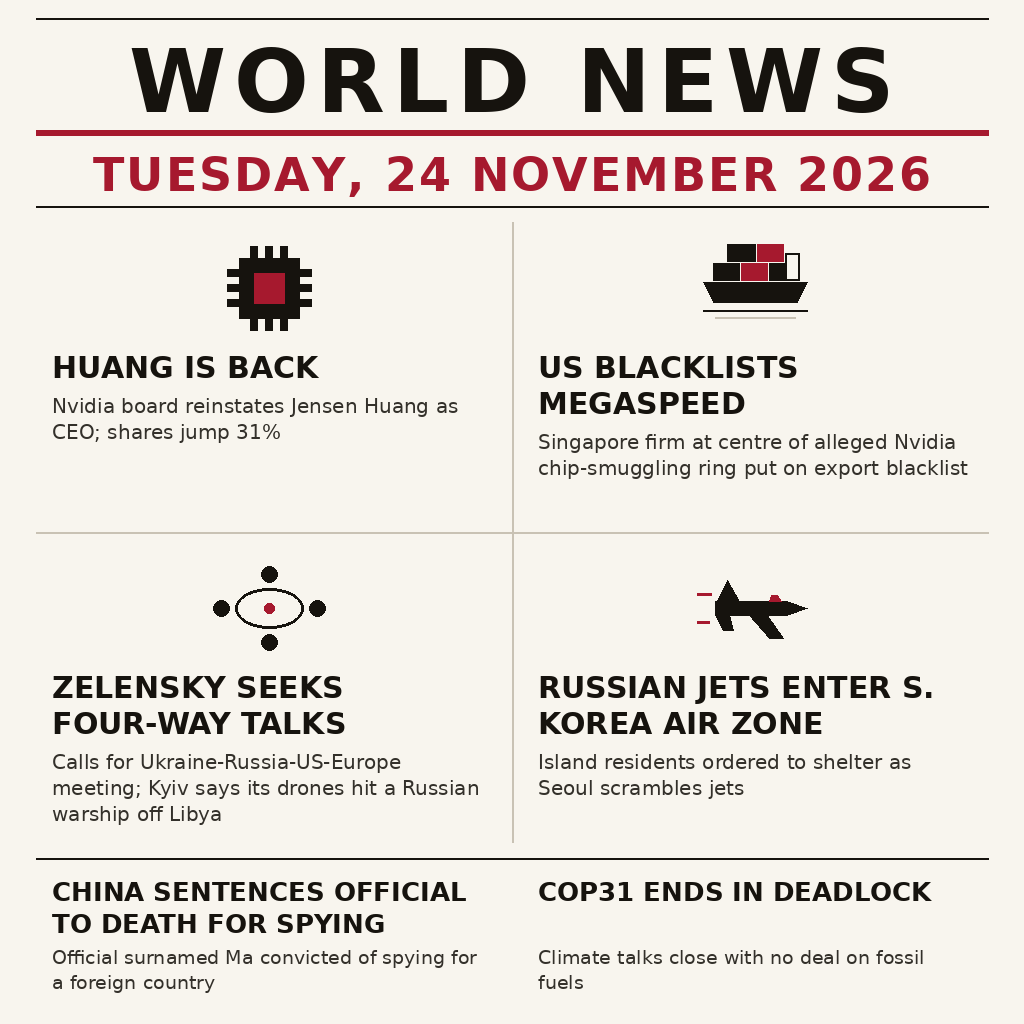 WORLD NEWS
TUESDAY, 24 NOVEMBER 2026
HUANG IS BACK
Nvidia board reinstates Jensen Huang as
CEO; shares jump 31%
US BLACKLISTS
MEGASPEED
Singapore firm at centre of alleged Nvidia
chip-smuggling ring put on export blacklist
ZELENSKY SEEKS
FOUR-WAY TALKS
Calls for Ukraine-Russia-US-Europe
meeting; Kyiv says its drones hit a Russian
warship off Libya
RUSSIAN JETS ENTER S.
KOREA AIR ZONE
Island residents ordered to shelter as
Seoul scrambles jets
CHINA SENTENCES OFFICIAL
TO DEATH FOR SPYING
Official surnamed Ma convicted of spying for
a foreign country
COP31 ENDS IN DEADLOCK
Climate talks close with no deal on fossil
fuels